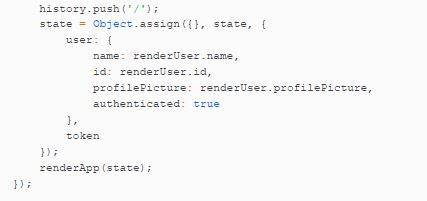 history.push('/');
state = Object.assign({}, state, {
user: {
name: renderUser.name,
id: renderUser.id,
profilePicture: renderUser.profilePicture,
authenticated: true
},
token
});
renderApp(state);
});